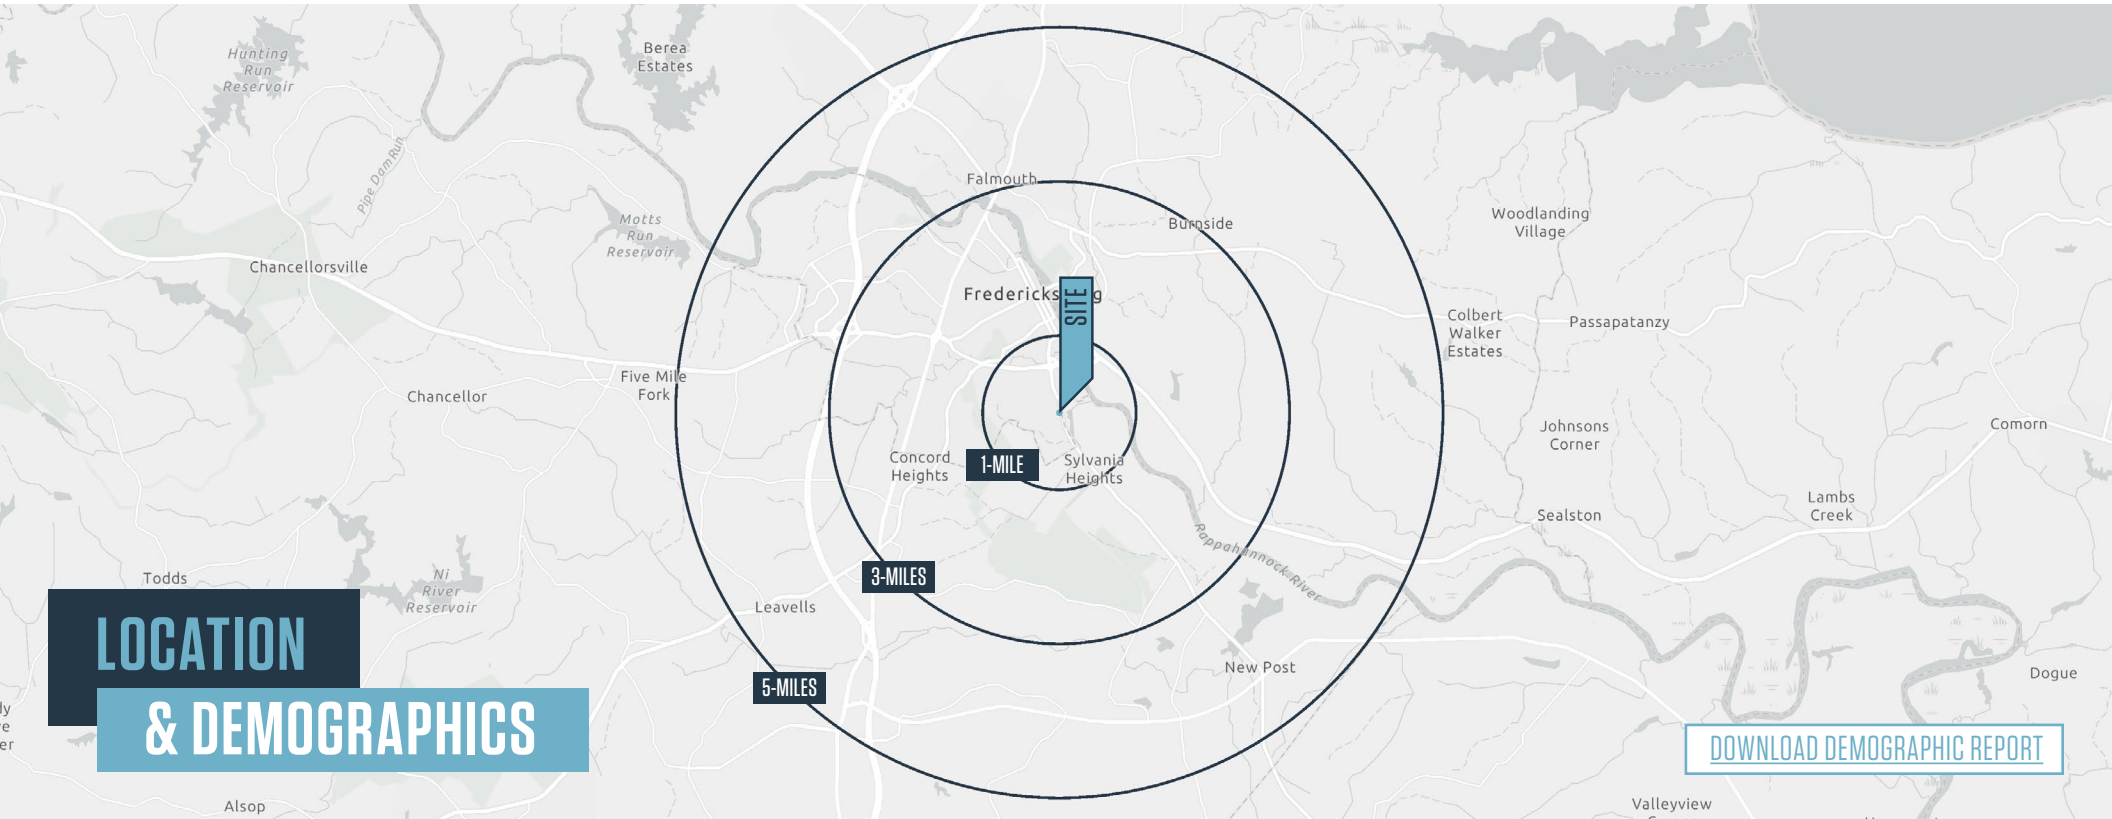 Hunting
Run
Reservoir
Berea
Estates
Pipe Dam Run
Falmouth
Motts
Run
Reservoir
Burnside
Woodlanding
Village
Chancellorsville
SITE
Colbert
Walker
Estates
Passapatanzy
Five Mile
Fork
Chancellor
Johnsons
Corner
Comorn
Concord
Heights
1-MILE
Sylvania
Heights
Lambs
Creek
Sealston
Rappahannock River
Todds
Ni
River
Reservoir
3-MILES
Leavells
LOCATION
& DEMOGRAPHICS
5-MILES
New Post
Dogue
DOWNLOAD DEMOGRAPHIC REPORT
Alsop
Valleyview